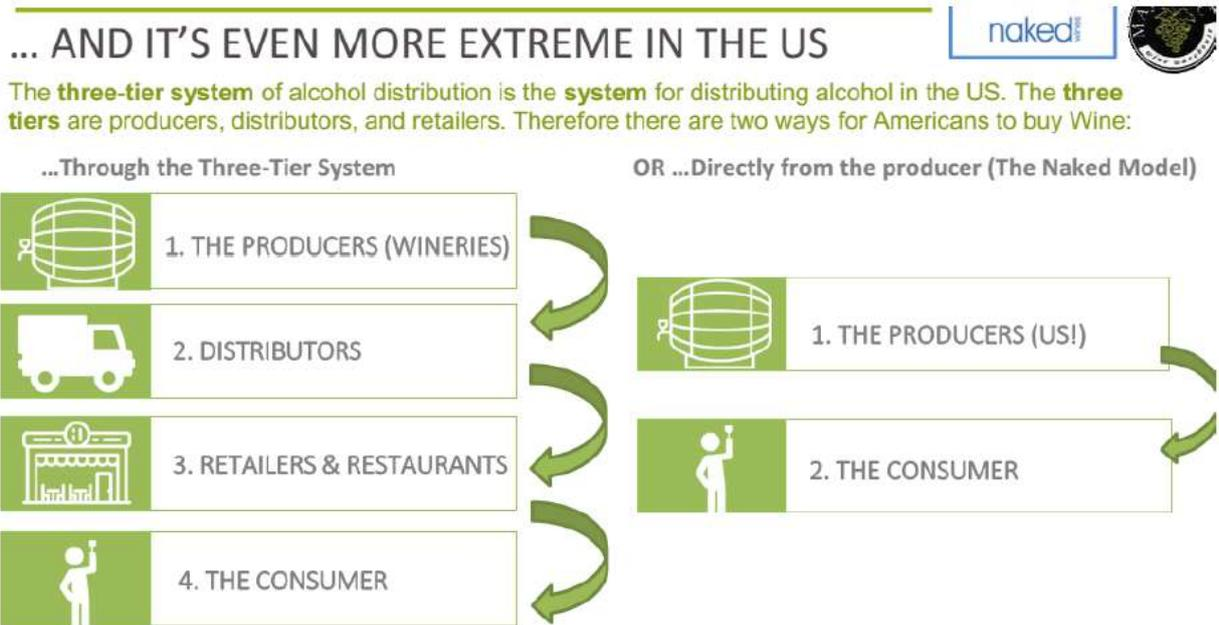 ... AND IT'S EVEN MORE EXTREME IN THE US
naked
The three-tier system of alcohol distribution is the system for distributing alcohol in the US. The three
tiers are producers, distributors, and retailers. Therefore there are two ways for Americans to buy Wine:
...Through the Three-Tier System
1. THE PRODUCERS (WINERIES)
2. DISTRIBUTORS
3. RETAILERS & RESTAURANTS
4. THE CONSUMER
OR ...Directly from the producer (The Naked Model)
1. THE PRODUCERS (US!)
2. THE CONSUMER